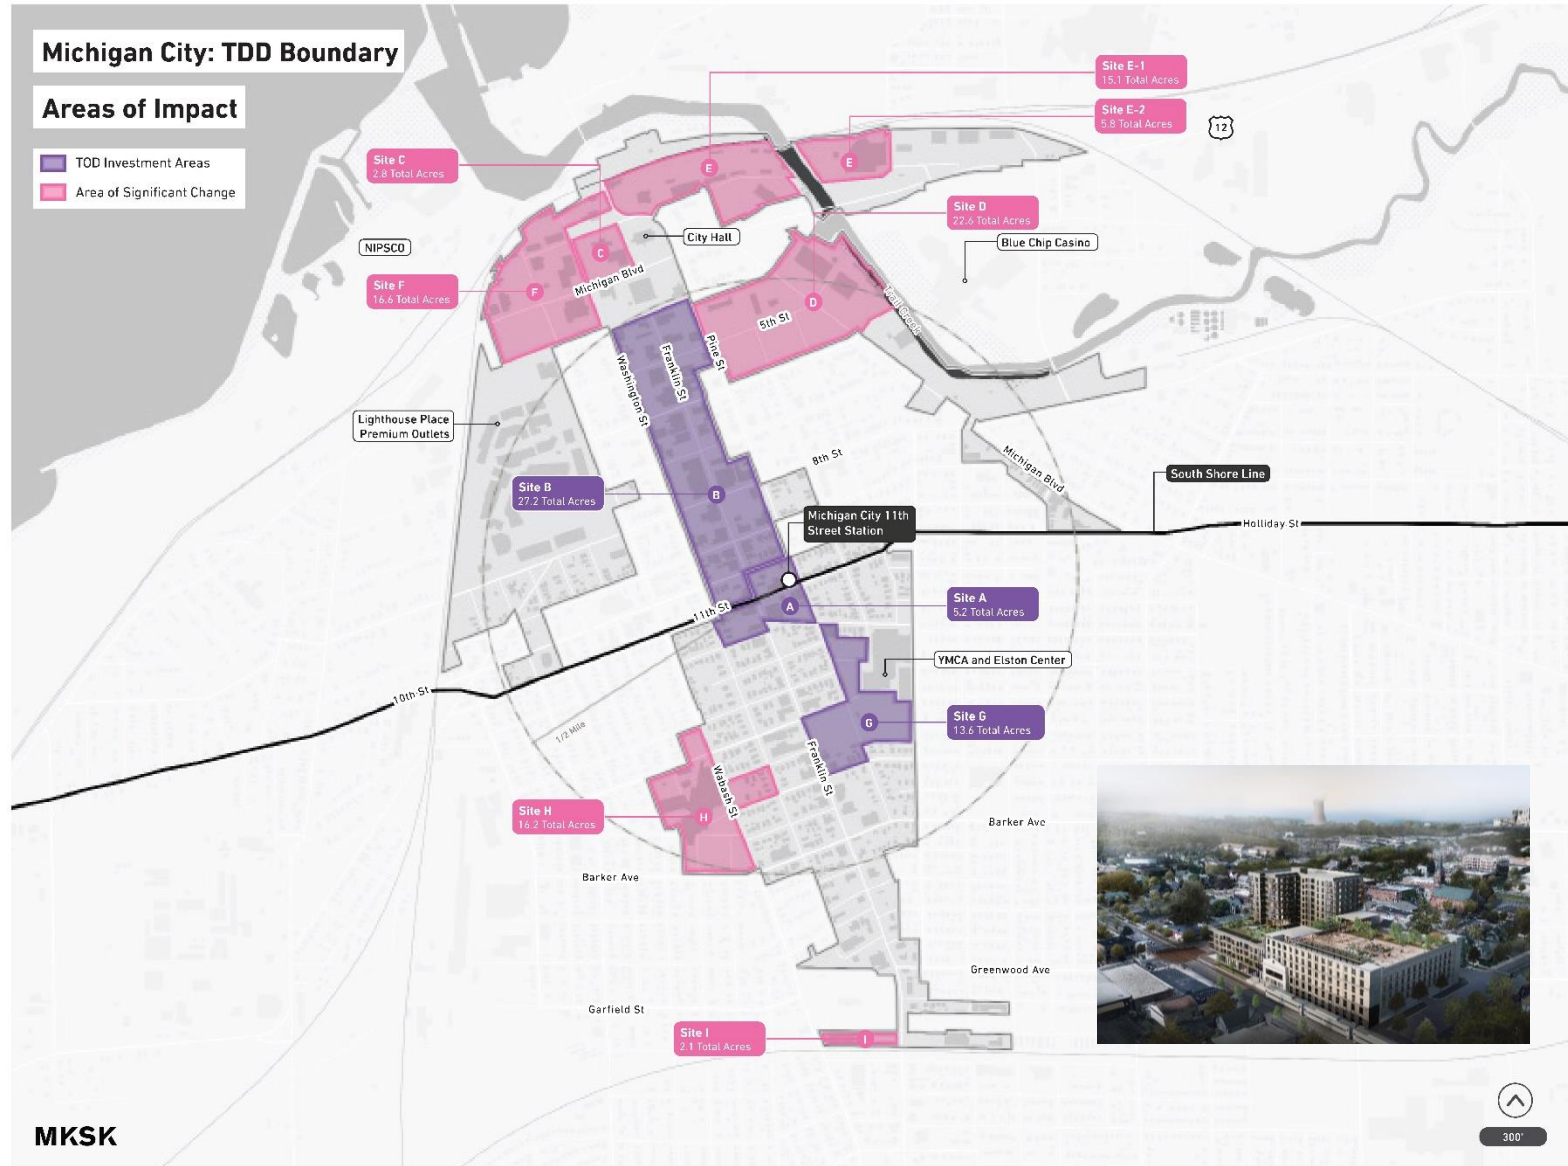 Michigan City: TDD Boundary
Areas of Impact
TOD Investment Areas
Area of Significant Change
Site E-1
15.1 Total Acres
Site E-2
5.8 Total Acres
12
Site C
2.8 Total Acres
E
E
Site D
22.6 Total Acres
NIPSCO
City Hall
Blue Chip Casino
C
Michigan Blvd
Site F
16.6 Total Acres
F
D
Trail Creek
5th St
Pine St
Franklin St
Washington St
Lighthouse Place
Premium Outlets
8th St
Michigan Blvd
South Shore Line
Site B
27.2 Total Acres
B
Michigan City 11th
Street Station
Holliday St
11th St
A
Site A
5.2 Total Acres
YMCA and Elston Center
10th St
1/2 Mile
G
Site G
13.6 Total Acres
Franklin St
Wabash St
Site H
16.2 Total Acres
H
Barker Ave
Barker Ave
Greenwood Ave
Garfield St
Site I
2.1 Total Acres
I
MKSK
300'